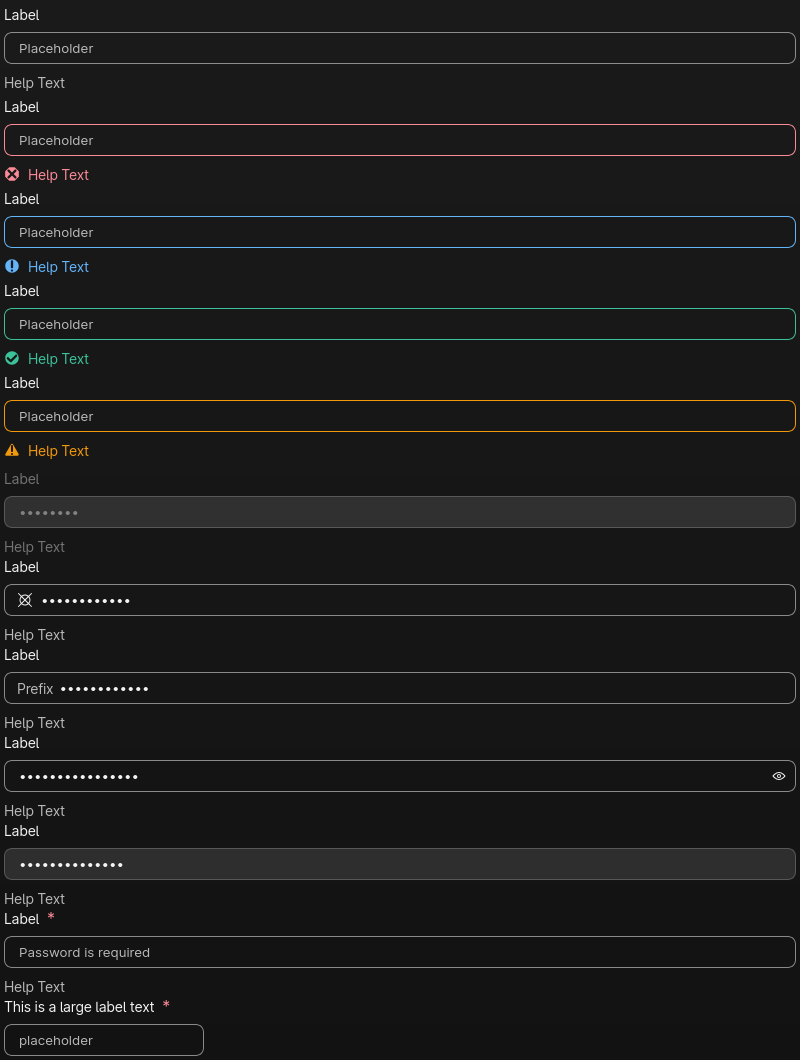 Label
Placeholder
Help Text
Label
Placeholder
Help Text
Label
Placeholder
Help Text
Label
Placeholder
Help Text
Label
Placeholder
Help Text
Label
••••••••
Help Text
Label
••••••••••••
Help Text
Label
Prefix ••••••••••••
Help Text
Label
••••••••••••••••
Help Text
Label
••••••••••••••
Help Text
Label *
Password is required
Help Text
This is a large label text *
placeholder